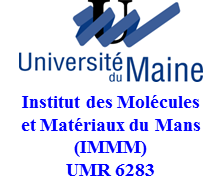 U
Université
du Maine
Institut des Molécules
et Matériaux du Mans
(IMMM)
UMR 6283